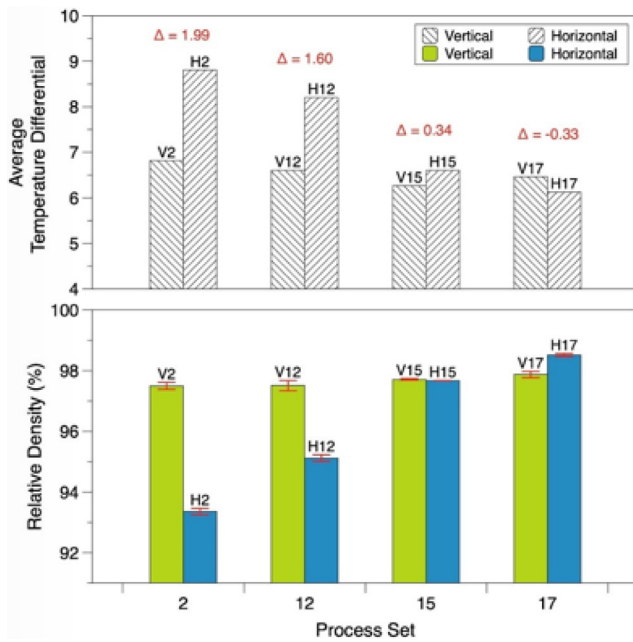 10
9
8
7
6
5
4
Average
Temperature Differential
Δ = 1.99
Δ = 1.60
Δ = 0.34
Δ = -0.33
Vertical
Horizontal
Vertical
Horizontal
V2
H2
V12
H12
V15
H15
V17
H17
100
98
96
94
92
Relative Density (%)
V2
H2
V12
H12
V15
H15
V17
H17
2
12
15
17
Process Set